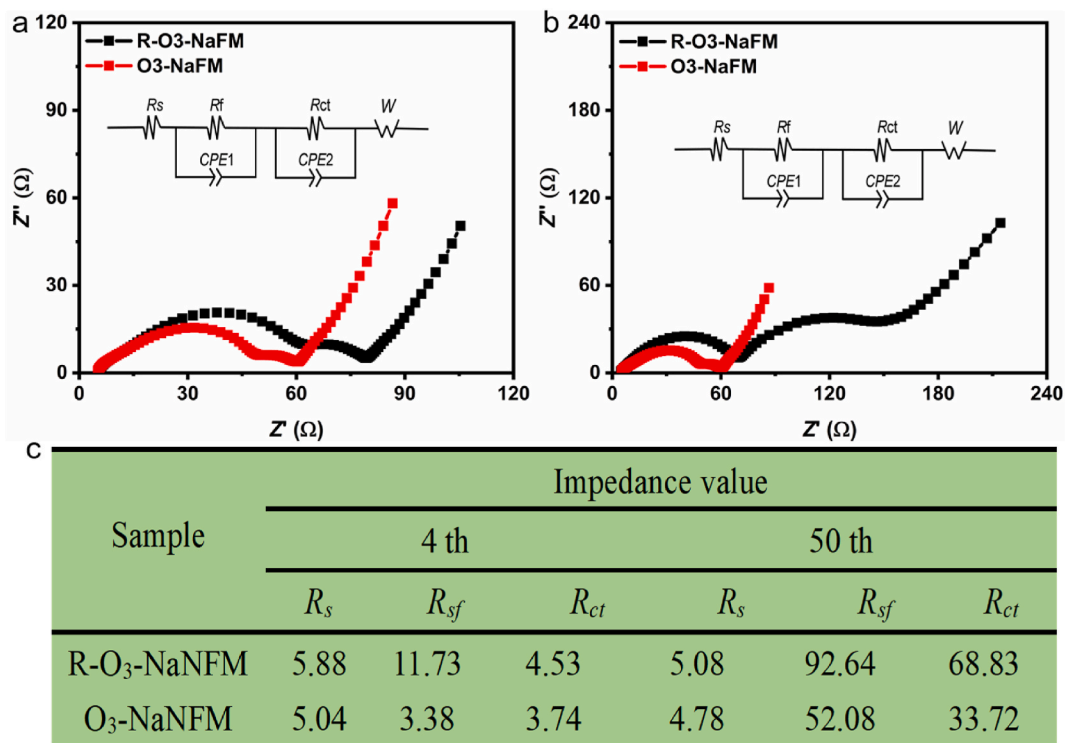 a
R-O3-NaFM
O3-NaFM
Rs Rf Rct W
CPE1 CPE2
120
90
60
30
0
Z'' (Ω)
0 30 60 90 120
Z' (Ω)
b
R-O3-NaFM
O3-NaFM
Rs Rf Rct W
CPE1 CPE2
240
180
120
60
0
Z'' (Ω)
0 60 120 180 240
Z' (Ω)
c
Impedance value
Sample 4 th 50 th
Rs Rsf Rct Rs Rsf Rct
R-O3-NaNFM 5.88 11.73 4.53 5.08 92.64 68.83
O3-NaNFM 5.04 3.38 3.74 4.78 52.08 33.72